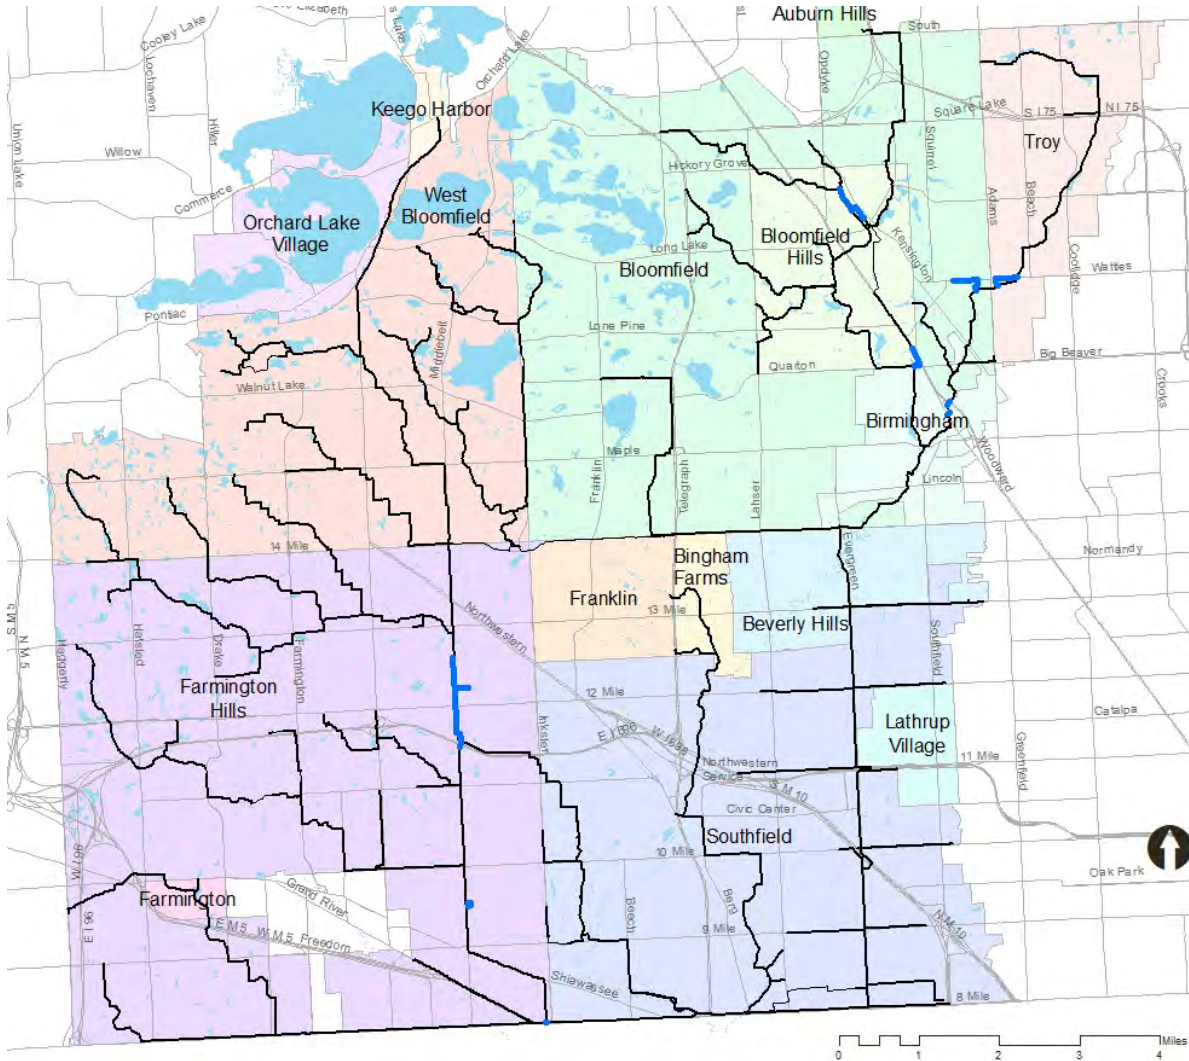 Auburn Hills
South
Cooley Lake
Lochaven
Orchard Lake
Opdyke
Keego Harbor
Square Lake
S I 75
N I 75
Hiller
Union Lake
Willow
Squirrel
Troy
Hickory Grove
Commerce
West
Bloomfield
Adams
Beach
Orchard Lake
Village
Long Lake
Bloomfield
Hills
Kensington
Bloomfield
Coolidge
Wattles
Pontiac
Lone Pine
Middlebelt
Quarton
Big Beaver
Walnut Lake
Crooks
Birmingham
Maple
Franklin
Telegraph
Lahser
Woodward
Lincoln
14 Mile
Evergreen
Normandy
Bingham
Farms
Franklin
13 Mile
Northwestern
Beverly Hills
S M 5
N M 5
Haggerty
Halsted
Drake
Farmington
Southfield
Farmington
Hills
12 Mile
Inkster
E I 696
W I 696
Lathrup
Village
Catalpa
Greenfield
Northwestern
Service
11 Mile
S M 10
Civic Center
Southfield
10 Mile
Oak Park
W I 96
E I 96
Farmington
Grand River
Beech
Berg
E M 5 W M 5 Freedom
9 Mile
N M 10
Shiawassee
8 Mile
Miles
0 1 2 3 4